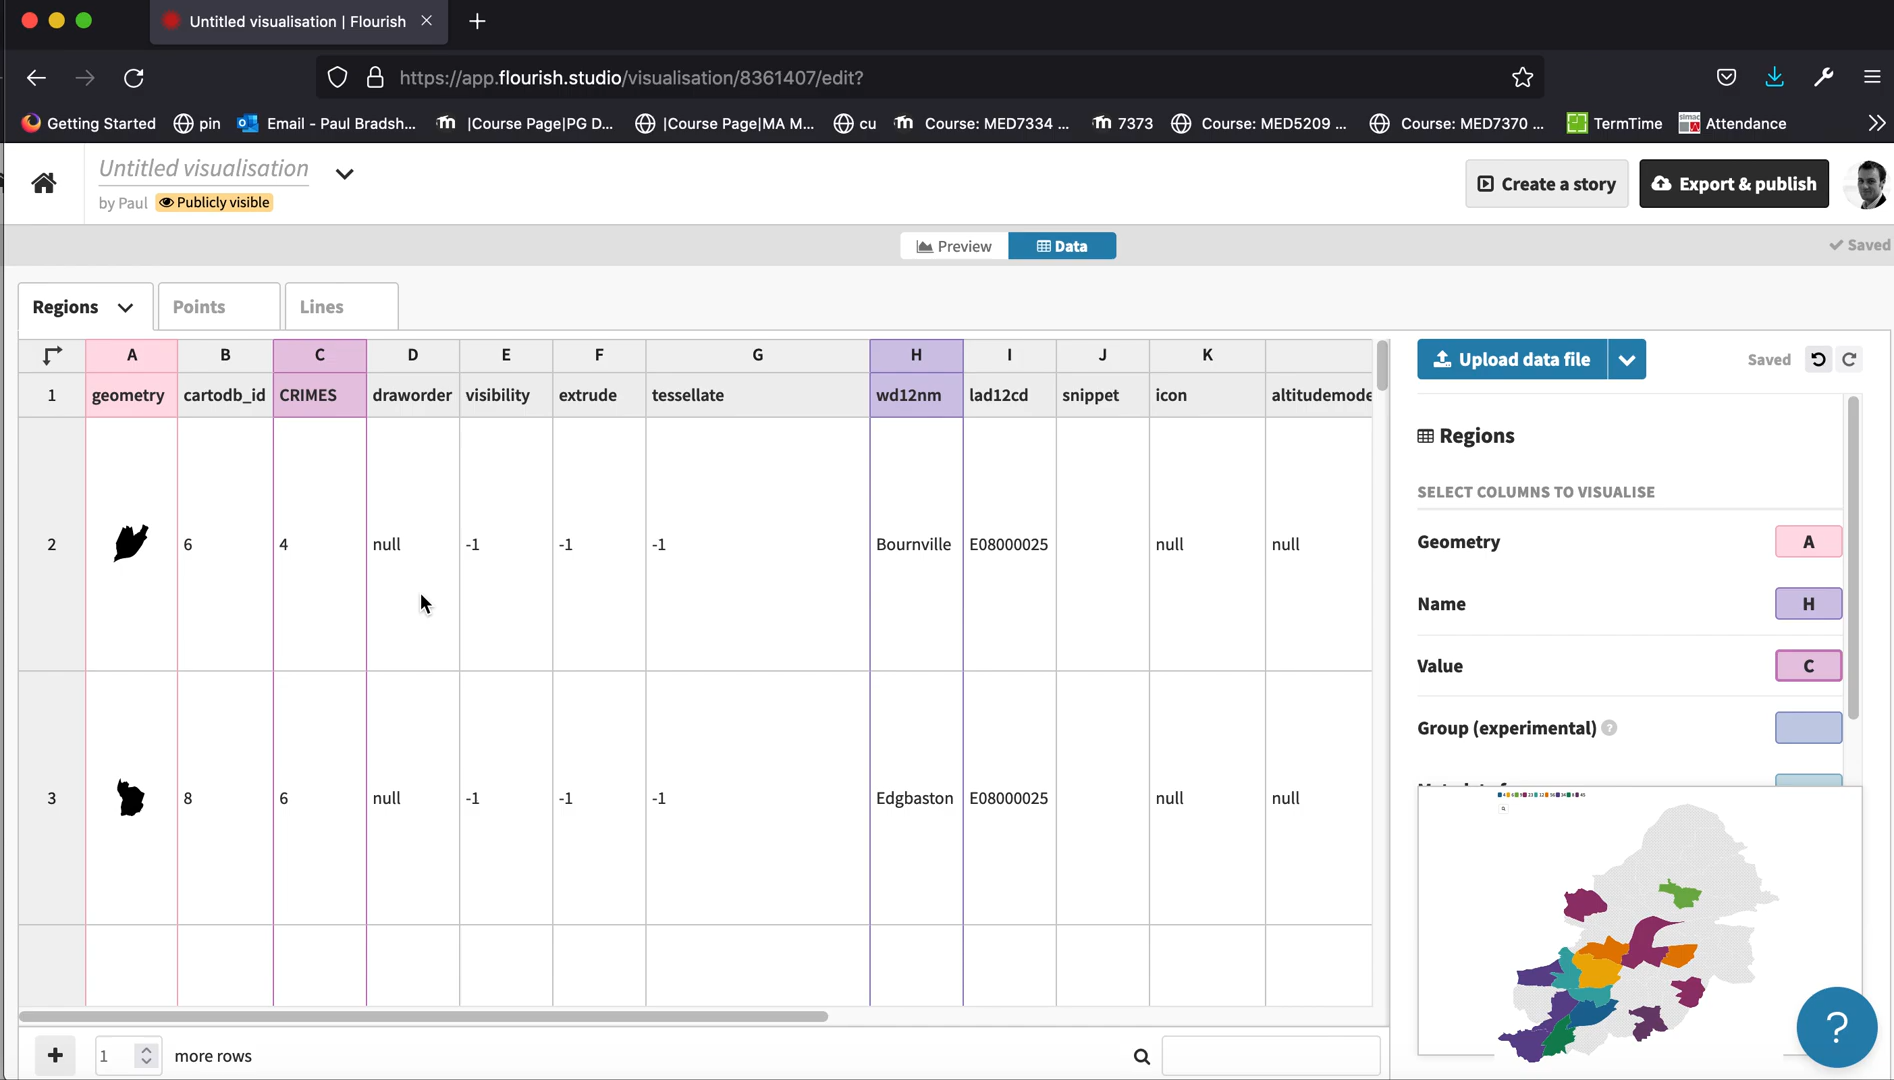 Untitled visualisation | Flourish
https://app.flourish.studio/visualisation/8361407/edit?
Getting Started pin Email - Paul Bradsh... |Course Page|PG D... |Course Page|MA M... cu Course: MED7334 ... 7373 Course: MED5209 ... Course: MED7370 ... TermTime Attendance
Untitled visualisation
by Paul Publicly visible
Create a story
Export & publish
Preview Data
Saved
Regions Points Lines
A B C D E F G H I J K
1 geometry cartodb_id CRIMES draworder visibility extrude tessellate wd12nm lad12cd snippet icon altitudemode
2 6 4 null -1 -1 -1 Bournville E08000025 null null
3 8 6 null -1 -1 -1 Edgbaston E08000025 null null
+ 1 more rows
Upload data file
Saved
Regions
SELECT COLUMNS TO VISUALISE
Geometry A
Name H
Value C
Group (experimental) ?
?